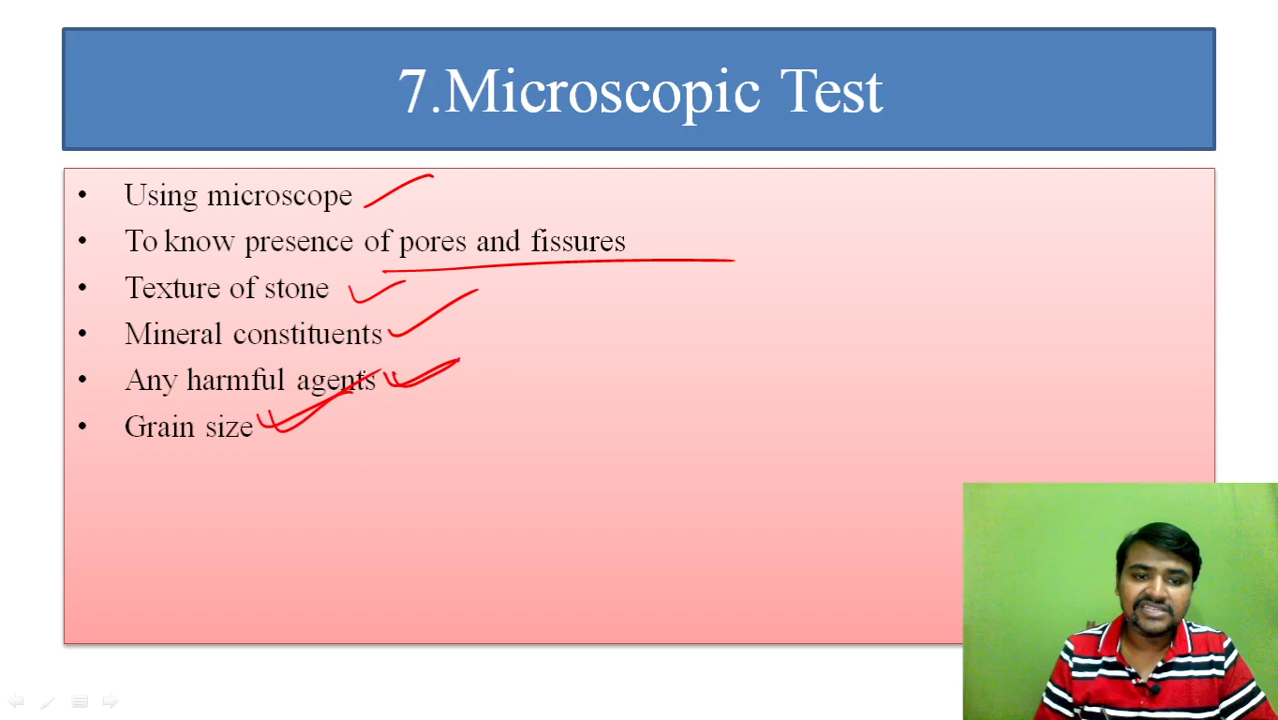 7.Microscopic Test
• Using microscope
• To know presence of pores and fissures
• Texture of stone
• Mineral constituents
• Any harmful agents
• Grain size